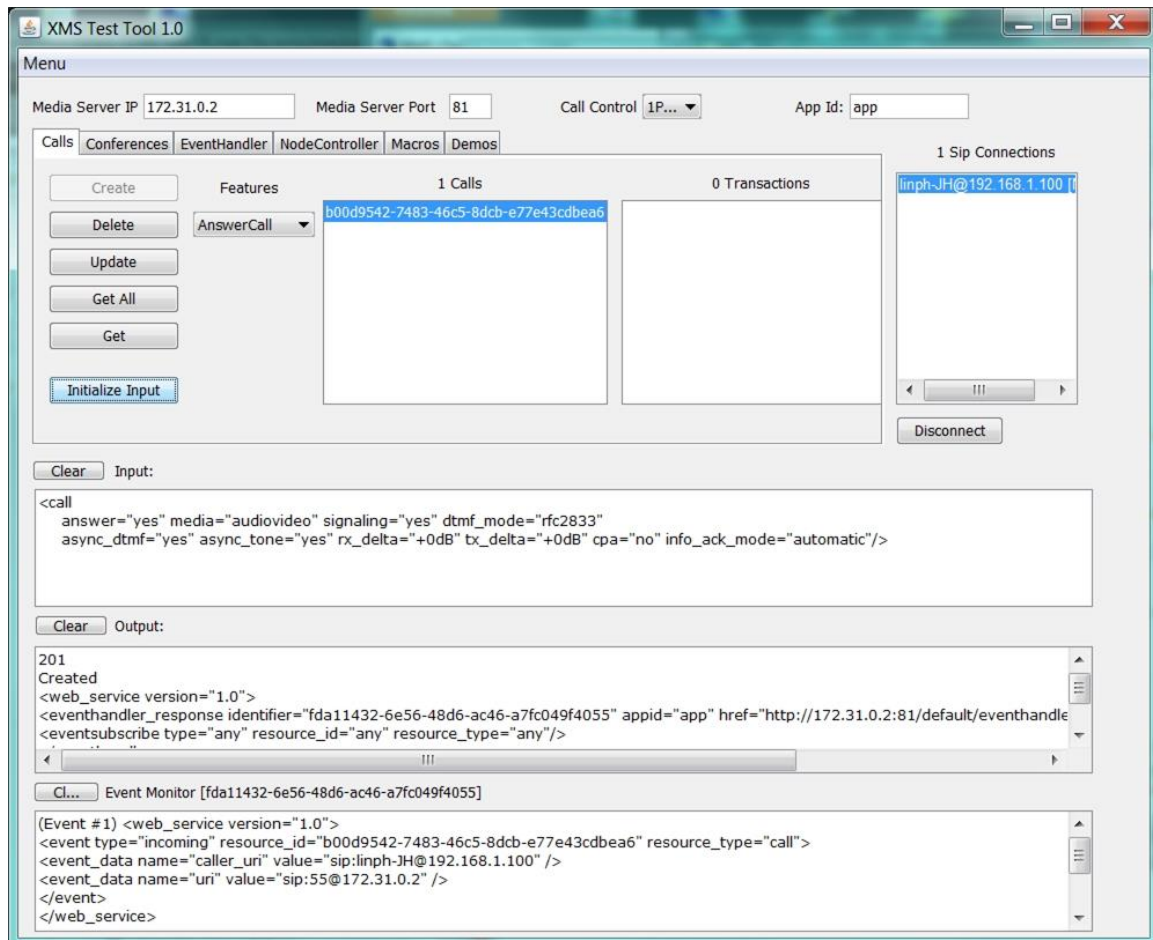 XMS Test Tool 1.0
Menu
Media Server IP 172.31.0.2 Media Server Port 81 Call Control 1P... App Id: app
Calls Conferences EventHandler NodeController Macros Demos
1 Sip Connections
Create Features 1 Calls 0 Transactions
linph-JH@192.168.1.100
b00d9542-7483-46c5-8dcb-e77e43cdbea6
Delete AnswerCall
Update
Get All
Get
Initialize Input
Disconnect
Clear Input:
<call
answer="yes" media="audiovideo" signaling="yes" dtmf_mode="rfc2833"
async_dtmf="yes" async_tone="yes" rx_delta="+0dB" tx_delta="+0dB" cpa="no" info_ack_mode="automatic"/>
Clear Output:
201
Created
<web_service version="1.0">
<eventhandler_response identifier="fda11432-6e56-48d6-ac46-a7fc049f4055" appid="app" href="http://172.31.0.2:81/default/eventhandle
<eventsubscribe type="any" resource_id="any" resource_type="any"/>
Cl... Event Monitor [fda11432-6e56-48d6-ac46-a7fc049f4055]
(Event #1) <web_service version="1.0">
<event type="incoming" resource_id="b00d9542-7483-46c5-8dcb-e77e43cdbea6" resource_type="call">
<event_data name="caller_uri" value="sip:linph-JH@192.168.1.100" />
<event_data name="uri" value="sip:55@172.31.0.2" />
</event>
</web_service>